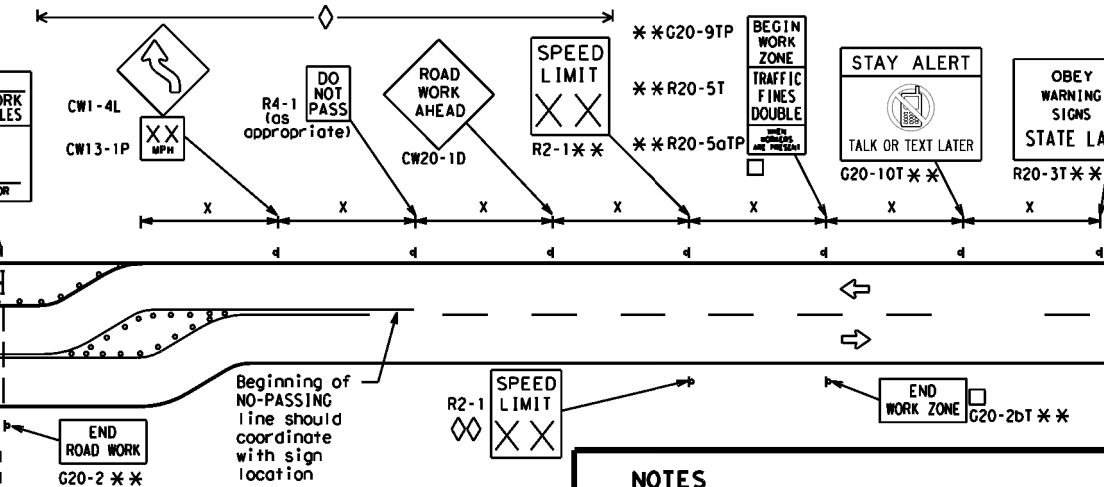 ORK
LES
OR
CW1-4L
XX
MPH
CW13-1P
R4-1
(as
appropriate)
DO
NOT
PASS
ROAD
WORK
AHEAD
CW20-1D
SPEED
LIMIT
XX
R2-1**
**G20-9TP
**R20-5T
**R20-5aTP
BEGIN
WORK
ZONE
TRAFFIC
FINES
DOUBLE
WHEN
WORKERS
ARE PRESENT
STAY ALERT
TALK OR TEXT LATER
G20-10T **
OBEY
WARNING
SIGNS
STATE LA
R20-3T **
X X X X X X X
Beginning of
NO-PASSING
line should
coordinate
with sign
location
END
ROAD WORK
G20-2 **
R2-1
SPEED
LIMIT
XX
END
WORK ZONE
G20-2bT **
NOTES